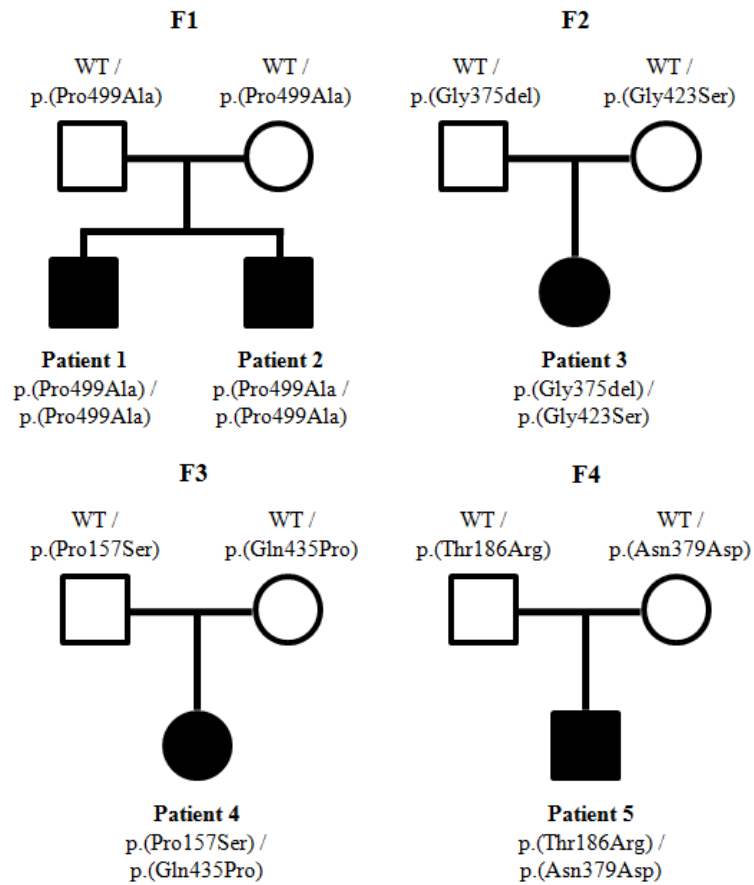 F1
WT /
p.(Pro499Ala)
WT /
p.(Pro499Ala)
Patient 1
p.(Pro499Ala) /
p.(Pro499Ala)
Patient 2
p.(Pro499Ala /
p.(Pro499Ala)
F2
WT /
p.(Gly375del)
WT /
p.(Gly423Ser)
Patient 3
p.(Gly375del) /
p.(Gly423Ser)
F3
WT /
p.(Pro157Ser)
WT /
p.(Gln435Pro)
Patient 4
p.(Pro157Ser) /
p.(Gln435Pro)
F4
WT /
p.(Thr186Arg)
WT /
p.(Asn379Asp)
Patient 5
p.(Thr186Arg) /
p.(Asn379Asp)